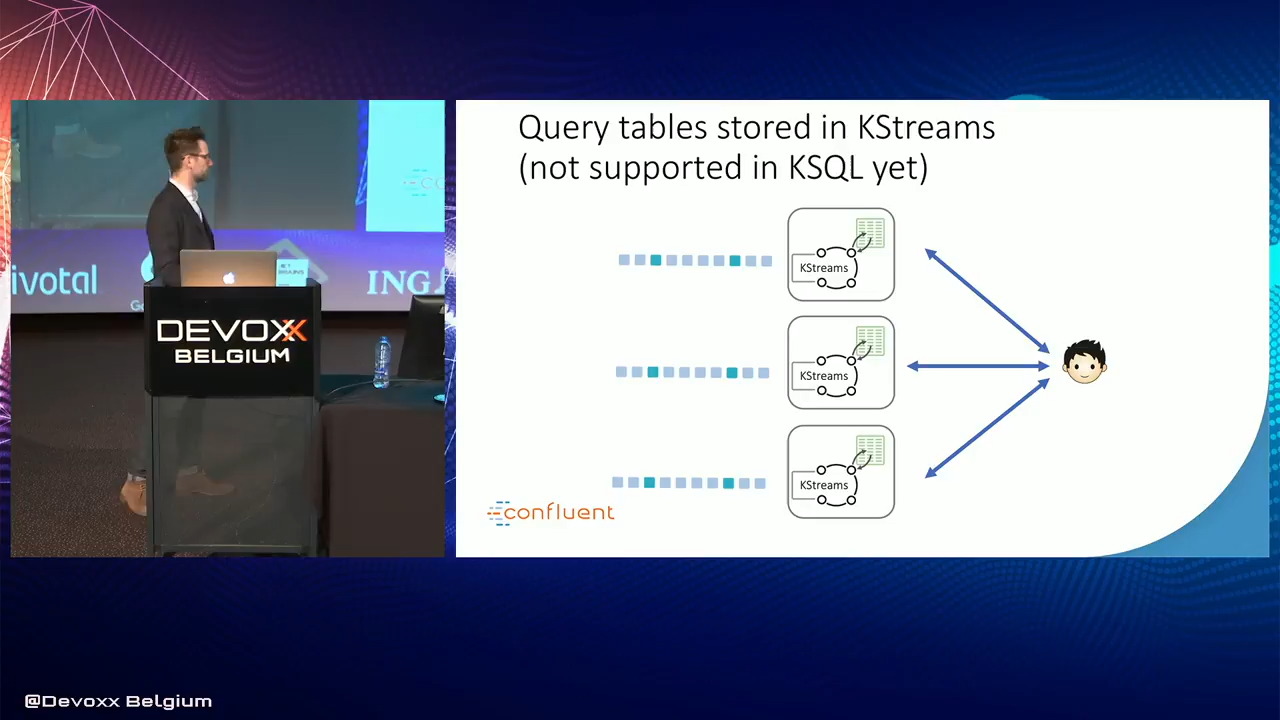 Query tables stored in KStreams
(not supported in KSQL yet)
KStreams
KStreams
KStreams
confluent
ivotal
ING
DEVOXX
BELGIUM
@Devoxx Belgium